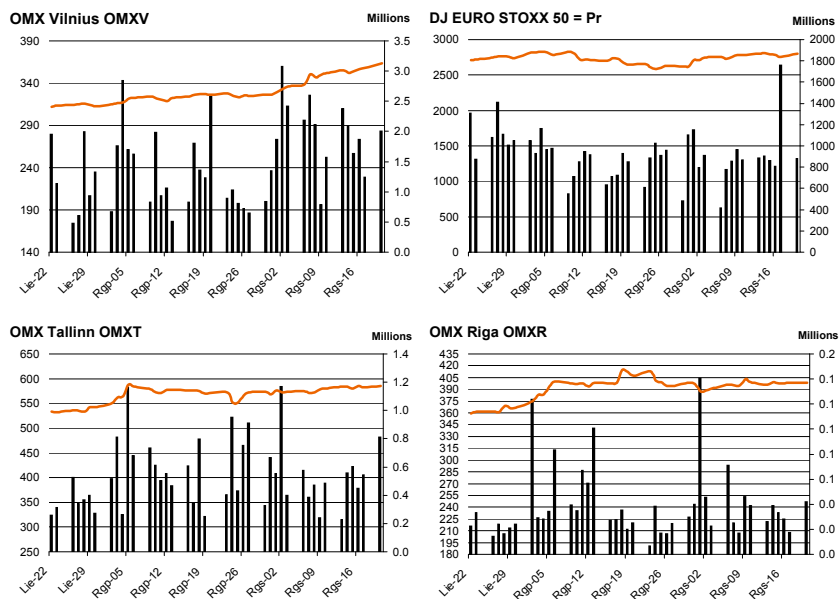 OMX Vilnius OMXV
Millions
390
340
290
240
190
140
3.5
3.0
2.5
2.0
1.5
1.0
0.5
0.0
Lie-22
Lie-29
Rgp-05
Rgp-12
Rgp-19
Rgp-26
Rgs-02
Rgs-09
Rgs-16
DJ EURO STOXX 50 = Pr
Millions
3000
2500
2000
1500
1000
500
0
2000
1800
1600
1400
1200
1000
800
600
400
200
0
Lie-22
Lie-29
Rgp-05
Rgp-12
Rgp-19
Rgp-26
Rgs-02
Rgs-09
Rgs-16
OMX Tallinn OMXT
Millions
650
600
550
500
450
400
350
300
250
1.4
1.2
1.0
0.8
0.6
0.4
0.2
0.0
Lie-22
Lie-29
Rgp-05
Rgp-12
Rgp-19
Rgp-26
Rgs-02
Rgs-09
Rgs-16
OMX Riga OMXR
Millions
435
420
405
390
375
360
345
330
315
300
285
270
255
240
225
210
195
180
0.2
0.1
0.1
0.1
0.1
0.1
0.0
0.0
0.0
Lie-22
Lie-29
Rgp-05
Rgp-12
Rgp-19
Rgp-26
Rgs-02
Rgs-09
Rgs-16